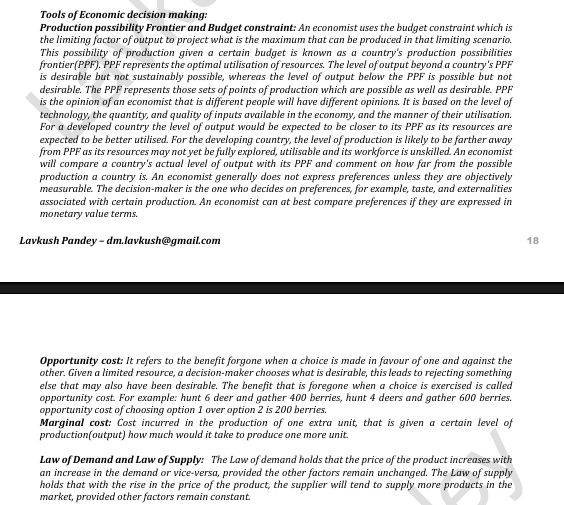 Tools of Economic decision making:
Production possibility Frontier and Budget constraint: An economist uses the budget constraint which is
the limiting factor of output to project what is the maximum that can be produced in that limiting scenario.
This possibility of production given a certain budget is known as a country's production possibilities
frontier(PPF). PPF represents the optimal utilisation of resources. The level of output beyond a country's PPF
is desirable but not sustainably possible, whereas the level of output below the PPF is possible but not
desirable. The PPF represents those sets of points of production which are possible as well as desirable. PPF
is the opinion of an economist that is different people will have different opinions. It is based on the level of
technology, the quantity, and quality of inputs available in the economy, and the manner of their utilisation.
For a developed country the level of output would be expected to be closer to its PPF as its resources are
expected to be better utilised. For the developing country, the level of production is likely to be farther away
from PPF as its resources may not yet be fully explored, utilisable and its workforce is unskilled. An economist
will compare a country's actual level of output with its PPF and comment on how far from the possible
production a country is. An economist generally does not express preferences unless they are objectively
measurable. The decision-maker is the one who decides on preferences, for example, taste, and externalities
associated with certain production. An economist can at best compare preferences if they are expressed in
monetary value terms.
Lavkush Pandey – dm.lavkush@gmail.com 18
Opportunity cost: It refers to the benefit forgone when a choice is made in favour of one and against the
other. Given a limited resource, a decision-maker chooses what is desirable, this leads to rejecting something
else that may also have been desirable. The benefit that is foregone when a choice is exercised is called
opportunity cost. For example: hunt 6 deer and gather 400 berries, hunt 4 deers and gather 600 berries.
opportunity cost of choosing option 1 over option 2 is 200 berries.
Marginal cost: Cost incurred in the production of one extra unit, that is given a certain level of
production(output) how much would it take to produce one more unit.
Law of Demand and Law of Supply: The Law of demand holds that the price of the product increases with
an increase in the demand or vice-versa, provided the other factors remain unchanged. The Law of supply
holds that with the rise in the price of the product, the supplier will tend to supply more products in the
market, provided other factors remain constant.